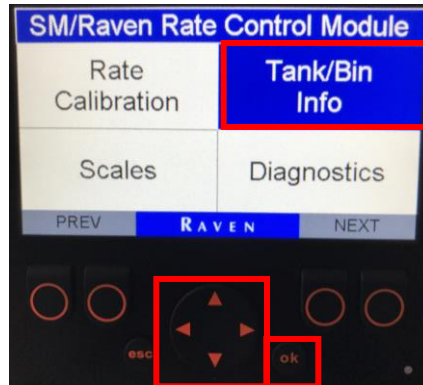 SM/Raven Rate Control Module
Rate
Calibration
Tank/Bin
Info
Scales
Diagnostics
PREV
RAVEN
NEXT
esc
ok